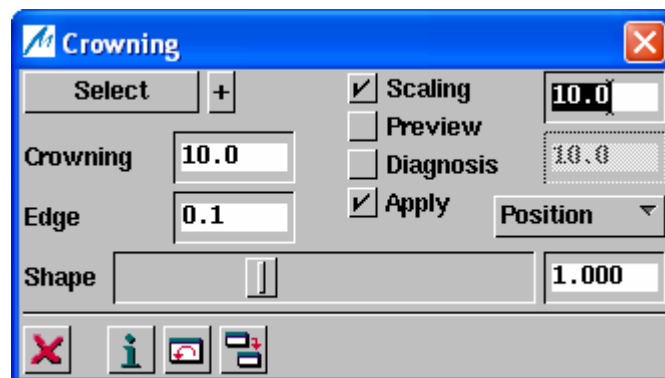 Crowning
Select + Scaling 10.0
Preview
Crowning 10.0 Diagnosis 10.0
Edge 0.1 Apply Position
Shape 1.000